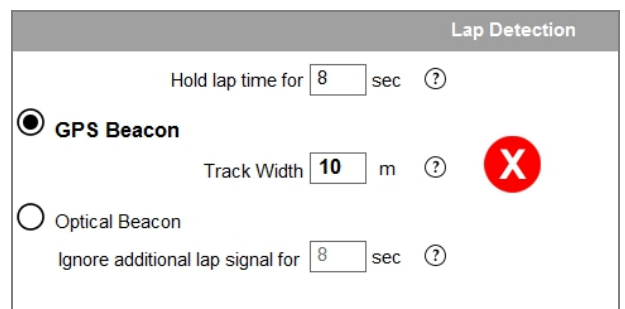 Lap Detection
Hold lap time for 8 sec ?
GPS Beacon
Track Width 10 m ?
X
Optical Beacon
Ignore additional lap signal for 8 sec ?